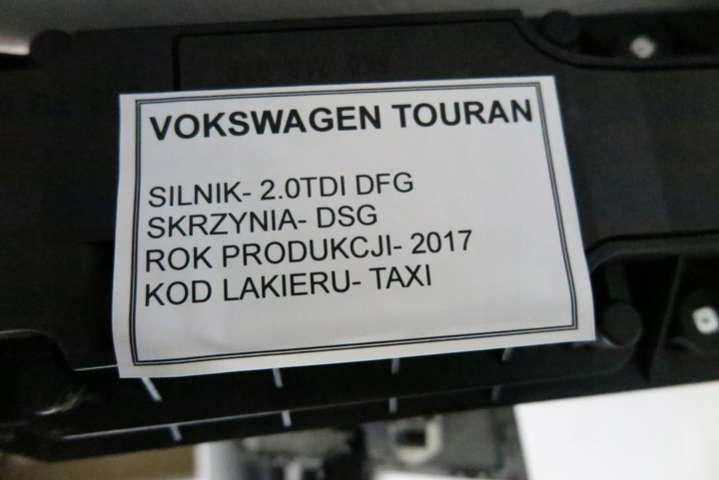 VOKSWAGEN TOURAN
SILNIK- 2.0TDI DFG
SKRZYNIA- DSG
ROK PRODUKCJI- 2017
KOD LAKIERU- TAXI